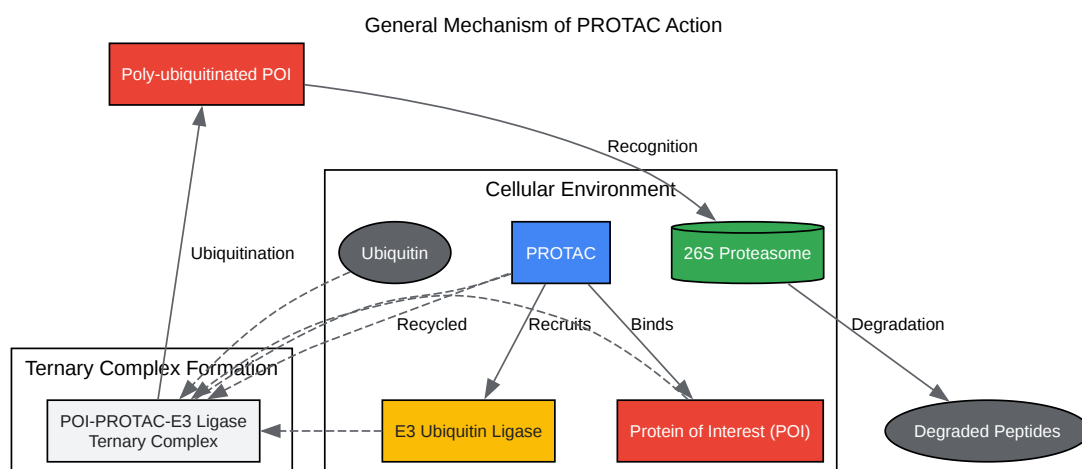 General Mechanism of PROTAC Action
Poly-ubiquitinated POI
Recognition
Cellular Environment
Ubiquitination
Ubiquitin
PROTAC
26S Proteasome
Recycled
Recruits
Binds
Degradation
Ternary Complex Formation
POI-PROTAC-E3 Ligase
Ternary Complex
E3 Ubiquitin Ligase
Protein of Interest (POI)
Degraded Peptides